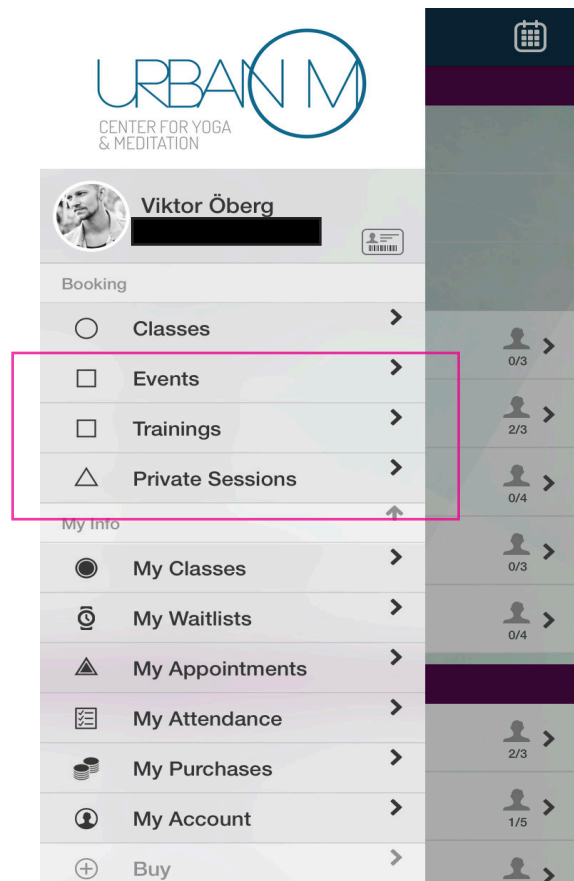 URBAN M
CENTER FOR YOGA
& MEDITATION
Viktor Öberg
Booking
Classes
Events
Trainings
Private Sessions
My Info
My Classes
My Waitlists
My Appointments
My Attendance
My Purchases
My Account
Buy
0/3
2/3
0/4
0/3
0/4
2/3
1/5